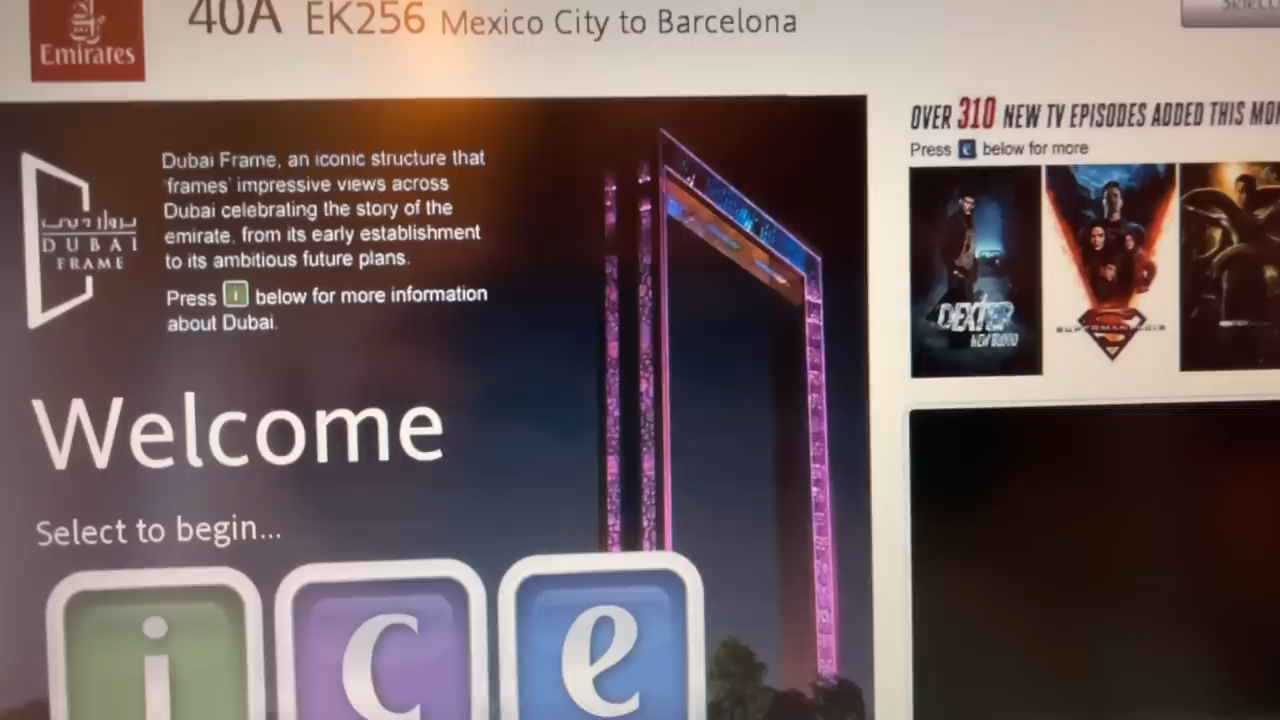 Emirates
40A EK256 Mexico City to Barcelona
Dubai Frame, an iconic structure that
'frames' impressive views across
Dubai celebrating the story of the
emirate, from its early establishment
to its ambitious future plans.
Press i below for more information
about Dubai.
برواز دبي
DUBAI
FRAME
Welcome
Select to begin...
i c e
OVER 310 NEW TV EPISODES ADDED THIS
Press e below for more
DEXTER
NEW BLOOD